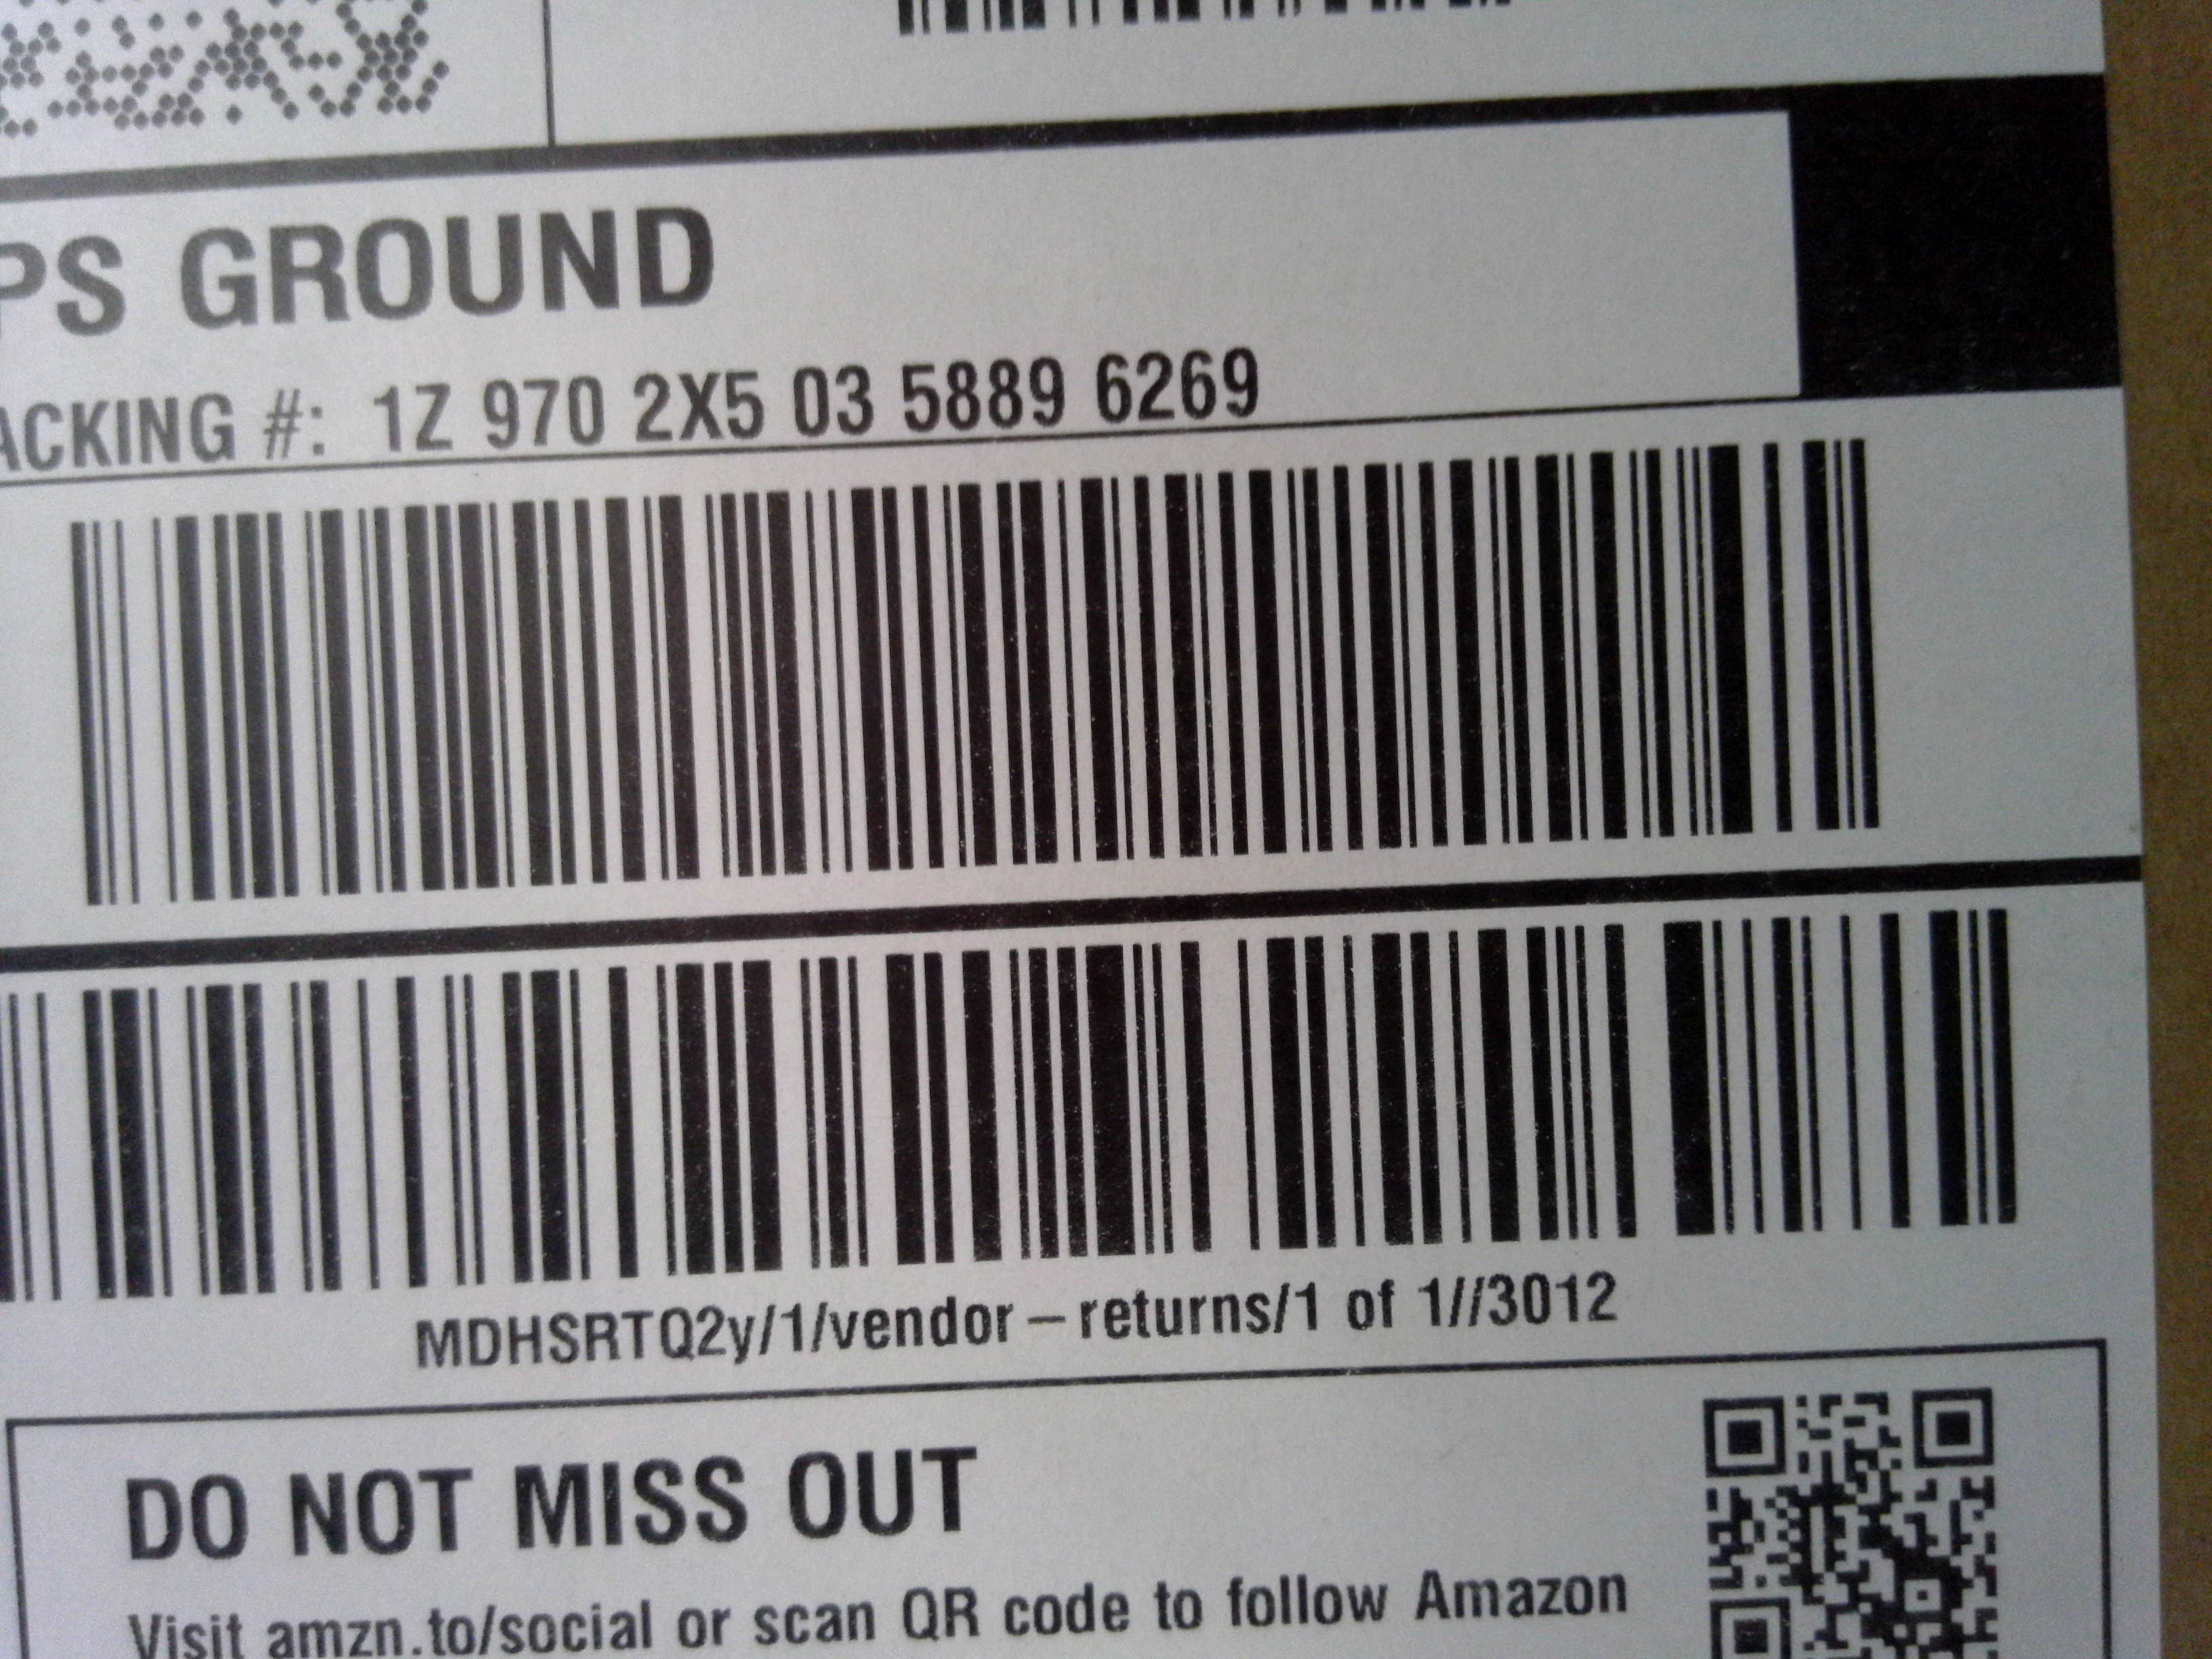 PS GROUND
ACKING #: 1Z 970 2X5 03 5889 6269
MDHSRTQ2y/1/vendor-returns/1 of 1//3012
DO NOT MISS OUT
Visit amzn.to/social or scan QR code to follow Amazon